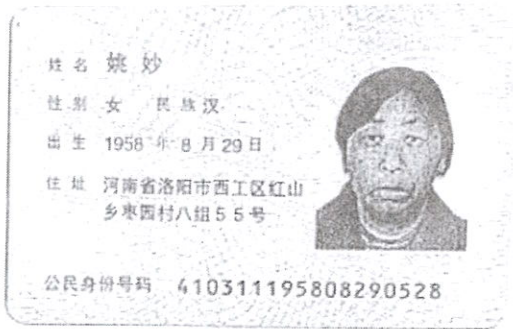 姓名 姚妙
性别 女 民族汉
出生 1958 年 8 月 29 日
住址 河南省洛阳市西工区红山
乡枣园村八组55号
公民身份号码 410311195808290528